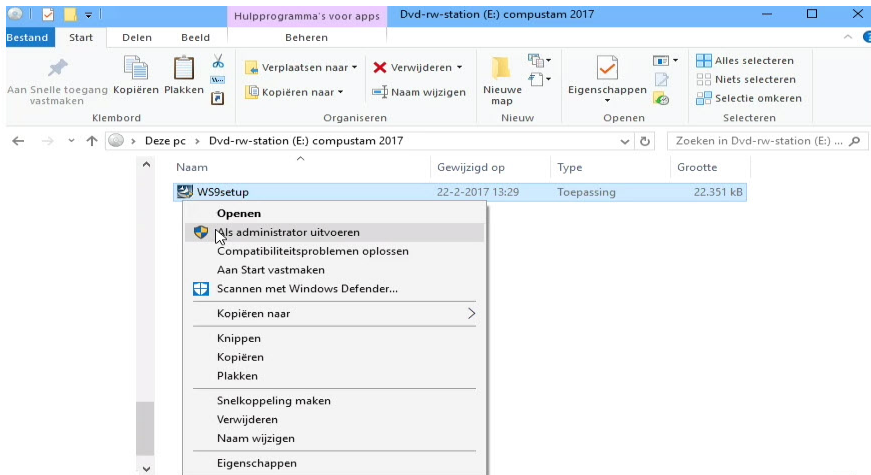 Hulpprogramma's voor apps
Dvd-rw-station (E:) compustam 2017
Bestand
Start
Delen
Beeld
Beheren
Aan Snelle toegang
vastmaken
Kopiëren
Plakken
Verplaatsen naar
Kopiëren naar
Verwijderen
Naam wijzigen
Nieuwe
map
Eigenschappen
Alles selecteren
Niets selecteren
Selectie omkeren
Klembord
Organiseren
Nieuw
Openen
Selecteren
Deze pc > Dvd-rw-station (E:) compustam 2017
Zoeken in Dvd-rw-station (E:) ...
Naam
Gewijzigd op
Type
Grootte
WS9setup
22-2-2017 13:29
Toepassing
22.351 kB
Openen
Als administrator uitvoeren
Compatibiliteitsproblemen oplossen
Aan Start vastmaken
Scannen met Windows Defender...
Kopiëren naar
Knippen
Kopiëren
Plakken
Snelkoppeling maken
Verwijderen
Naam wijzigen
Eigenschappen